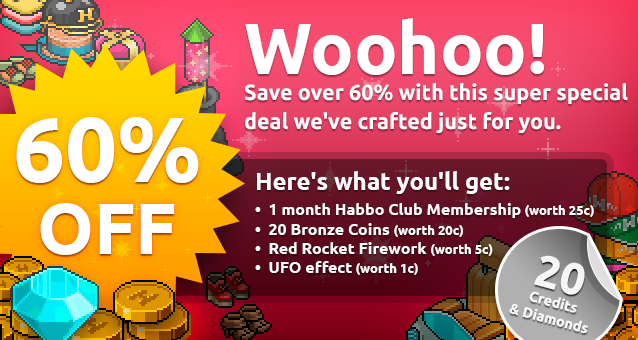 Woohoo!
Save over 60% with this super special
deal we've crafted just for you.
60%
OFF
Here's what you'll get:
• 1 month Habbo Club Membership (worth 25c)
• 20 Bronze Coins (worth 20c)
• Red Rocket Firework (worth 5c)
• UFO effect (worth 1c)
20
Credits
& Diamonds